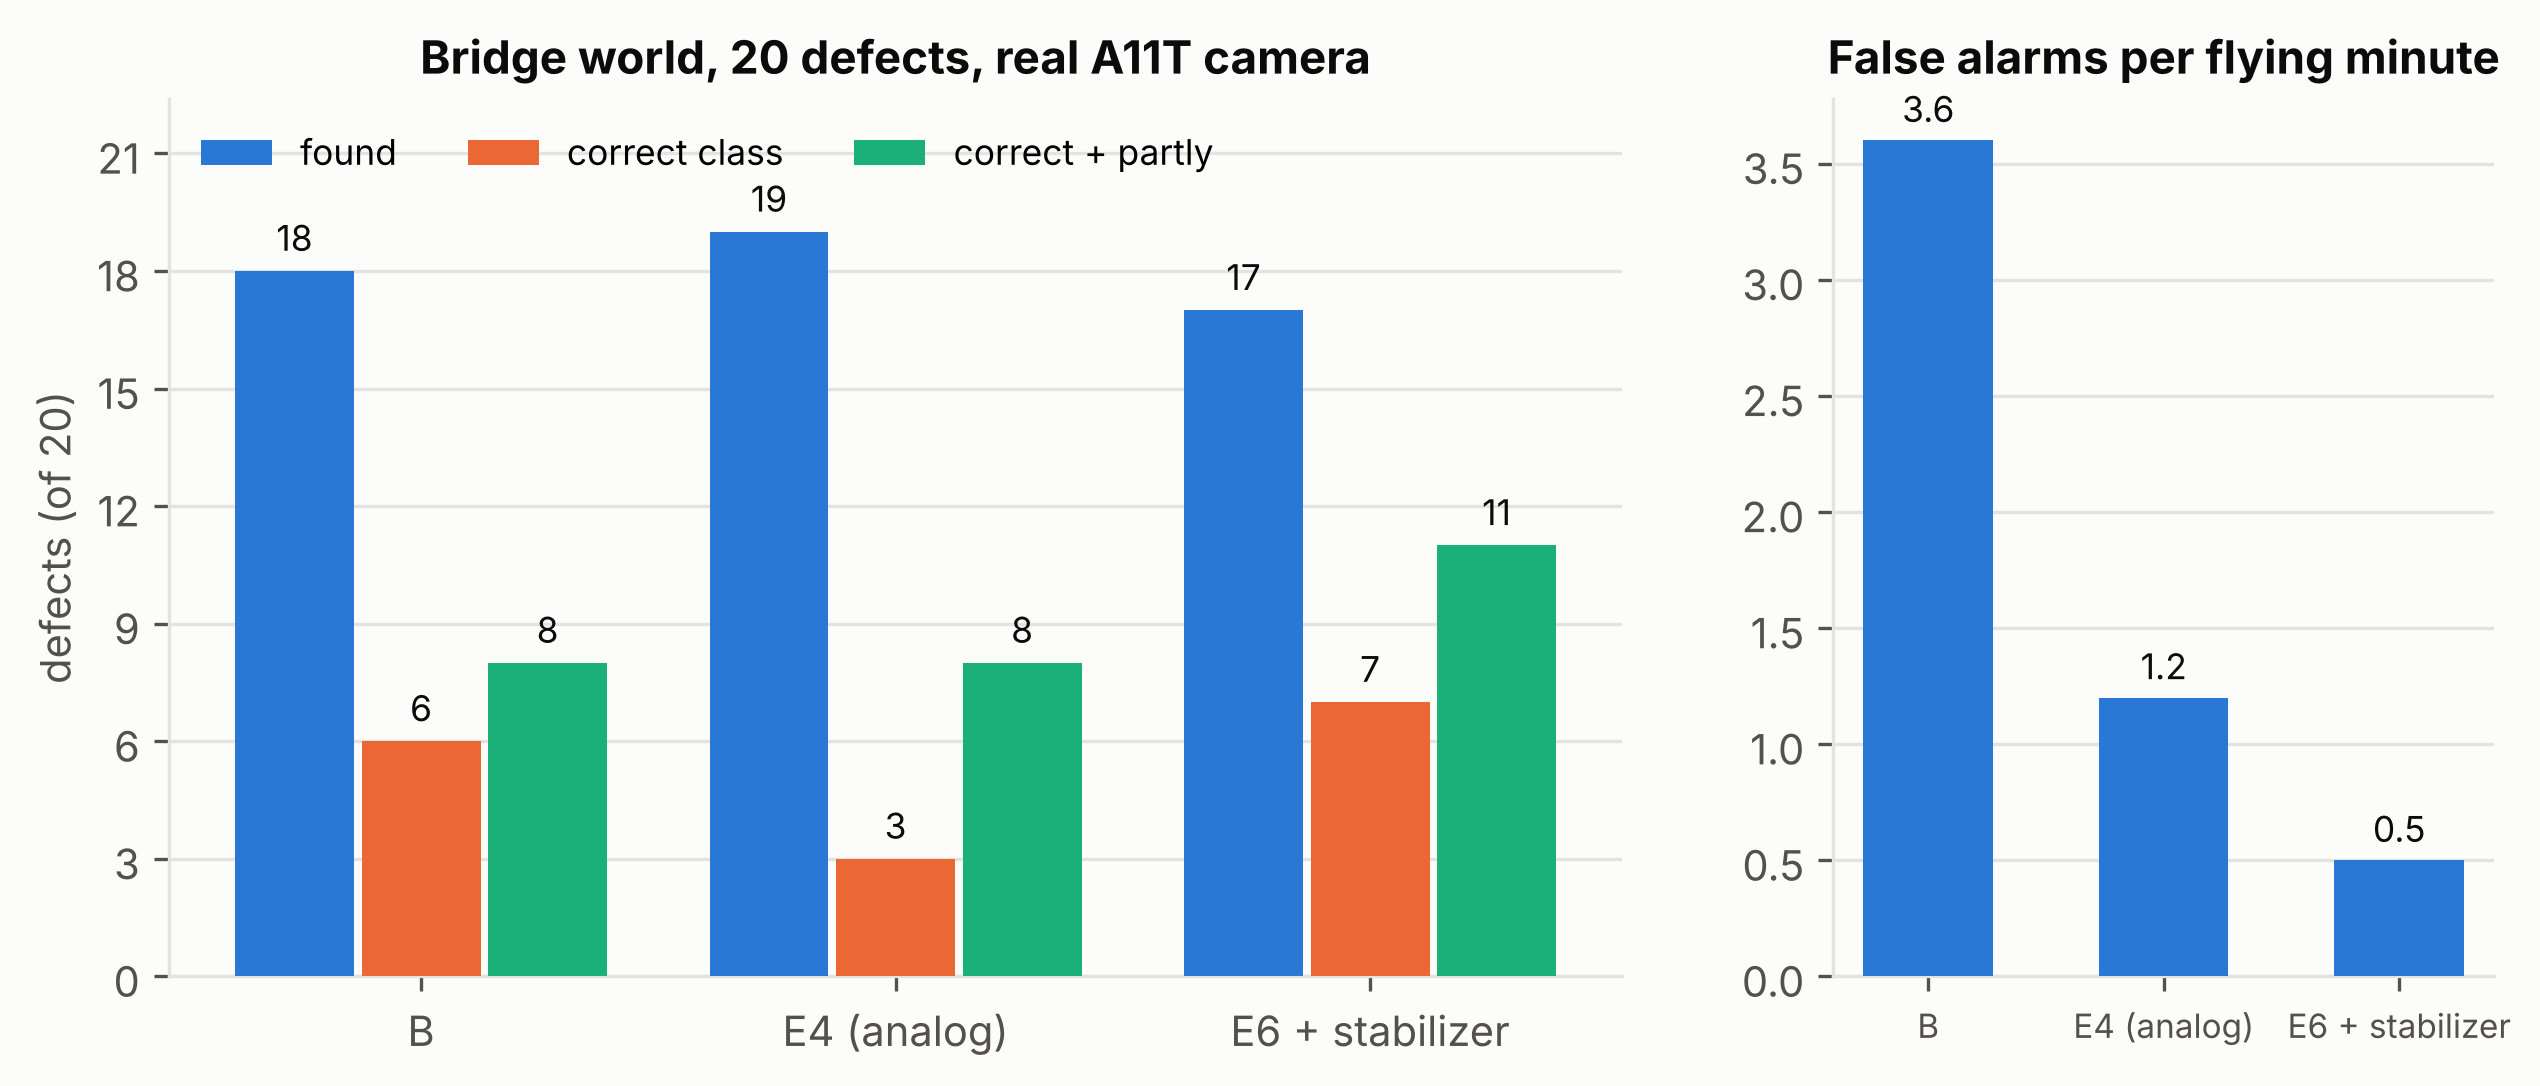 Bridge world, 20 defects, real A11T camera
found
correct class
correct + partly
defects (of 20)
21
18
15
12
9
6
3
0
18
6
8
19
3
8
17
7
11
B
E4 (analog)
E6 + stabilizer
False alarms per flying minute
3.5
3.0
2.5
2.0
1.5
1.0
0.5
0.0
3.6
1.2
0.5
B
E4 (analog)
E6 + stabilizer